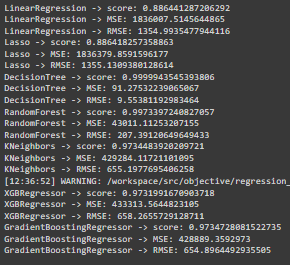 LinearRegression -> score: 0.886441287206292
LinearRegression -> MSE: 1836007.5145644865
LinearRegression -> RMSE: 1354.9935477944116
Lasso -> score: 0.886418257358863
Lasso -> MSE: 1836379.8591596177
Lasso -> RMSE: 1355.1309380128614
DecisionTree -> score: 0.9999943545393806
DecisionTree -> MSE: 91.27532239065067
DecisionTree -> RMSE: 9.55381192983464
RandomForest -> score: 0.9973397240827057
RandomForest -> MSE: 43011.11253207155
RandomForest -> RMSE: 207.39120649649433
KNeighbors -> score: 0.9734483920209721
KNeighbors -> MSE: 429284.11721101095
KNeighbors -> RMSE: 655.1977695406258
[12:36:52] WARNING: /workspace/src/objective/regression_
XGBRegressor -> score: 0.9731991670903718
XGBRegressor -> MSE: 433313.5644823105
XGBRegressor -> RMSE: 658.2655729128711
GradientBoostingRegressor -> score: 0.9734728081522735
GradientBoostingRegressor -> MSE: 428889.3592973
GradientBoostingRegressor -> RMSE: 654.8964492935505